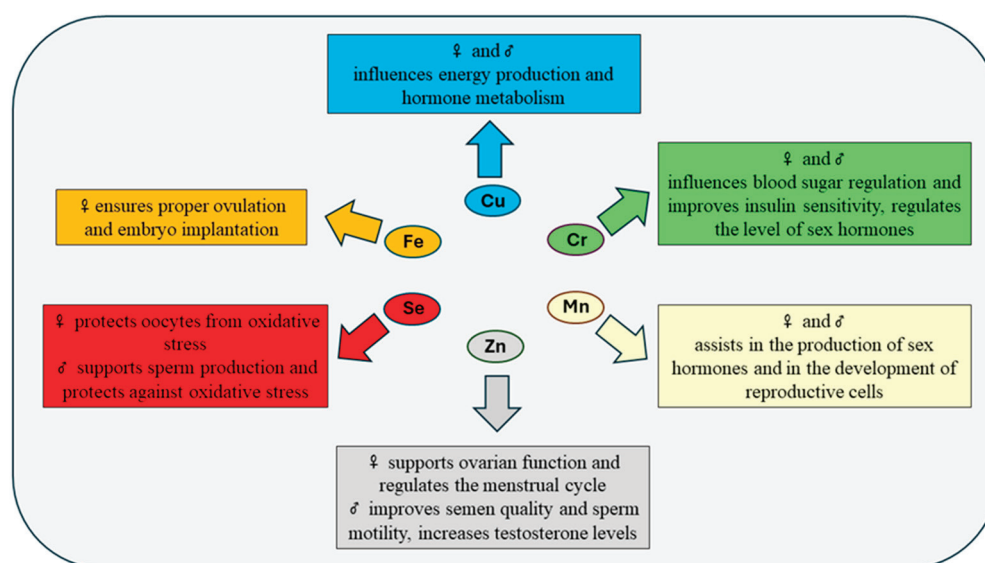 ♀ and ♂
influences energy production and
hormone metabolism
Cu
♀ and ♂
influences blood sugar regulation and
improves insulin sensitivity, regulates
the level of sex hormones
Cr
♀ ensures proper ovulation
and embryo implantation
Fe
♀ protects oocytes from oxidative
stress
♂ supports sperm production and
protects against oxidative stress
Se
Mn
♀ and ♂
assists in the production of sex
hormones and in the development of
reproductive cells
Zn
♀ supports ovarian function and
regulates the menstrual cycle
♂ improves semen quality and sperm
motility, increases testosterone levels